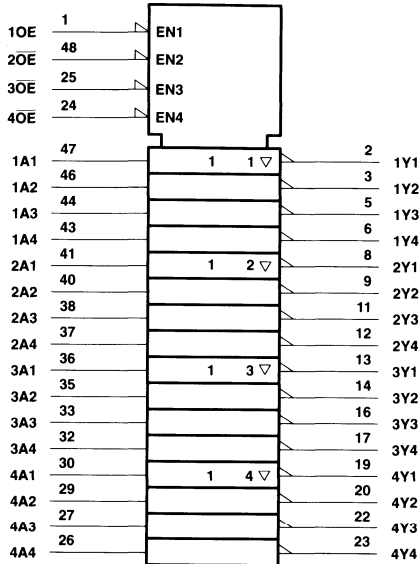 1OE 1 EN1
2O̅E̅ 48 EN2
3O̅E̅ 25 EN3
4O̅E̅ 24 EN4
1A1 47 1 1 ▽ 2 1Y1
1A2 46 3 1Y2
1A3 44 5 1Y3
1A4 43 6 1Y4
2A1 41 1 2 ▽ 8 2Y1
2A2 40 9 2Y2
2A3 38 11 2Y3
2A4 37 12 2Y4
3A1 36 1 3 ▽ 13 3Y1
3A2 35 14 3Y2
3A3 33 16 3Y3
3A4 32 17 3Y4
4A1 30 1 4 ▽ 19 4Y1
4A2 29 20 4Y2
4A3 27 22 4Y3
4A4 26 23 4Y4